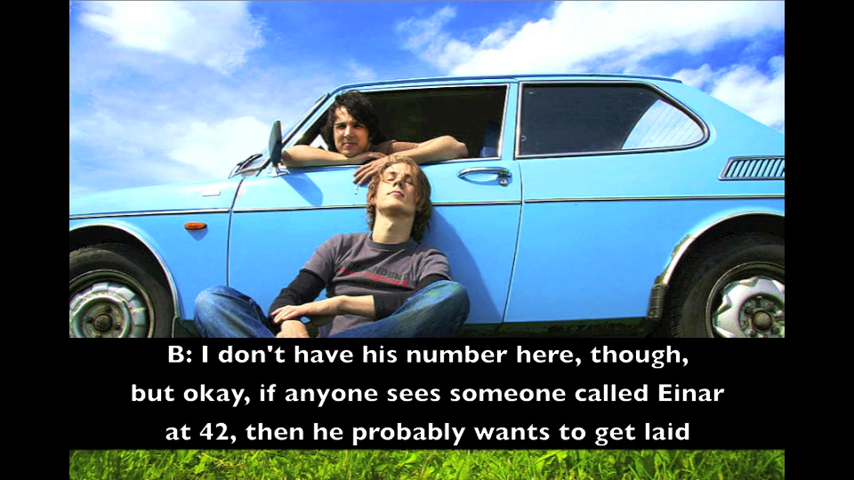 B: I don't have his number here, though,
but okay, if anyone sees someone called Einar
at 42, then he probably wants to get laid